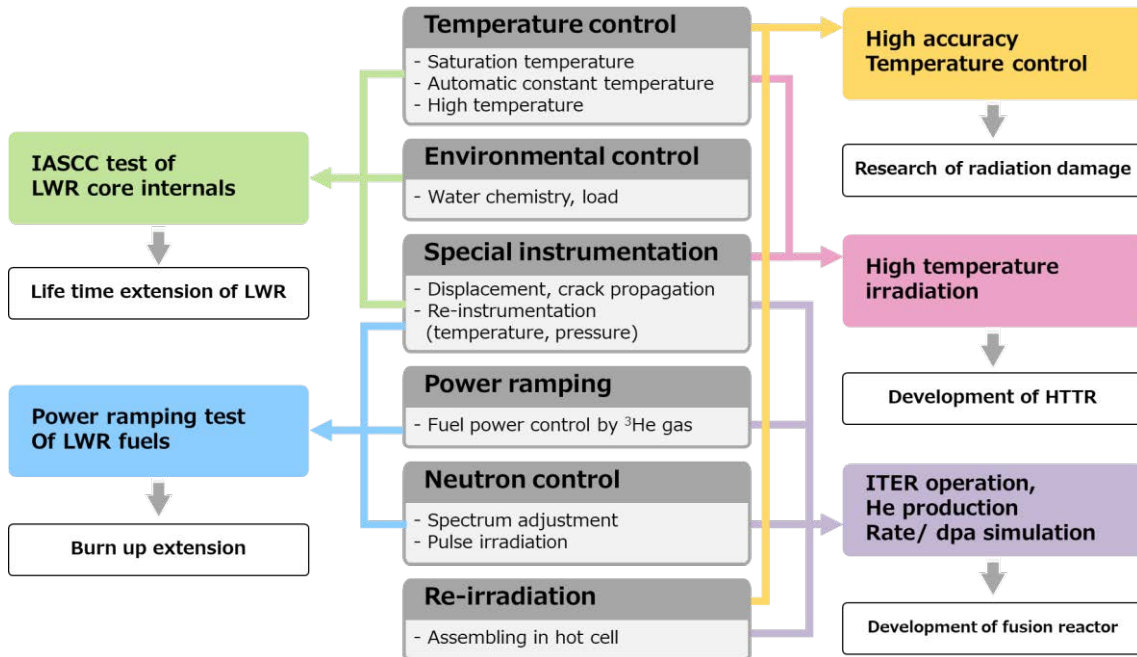 IASCC test of
LWR core internals
Life time extension of LWR
Power ramping test
Of LWR fuels
Burn up extension
Temperature control
- Saturation temperature
- Automatic constant temperature
- High temperature
Environmental control
- Water chemistry, load
Special instrumentation
- Displacement, crack propagation
- Re-instrumentation
(temperature, pressure)
Power ramping
- Fuel power control by ³He gas
Neutron control
- Spectrum adjustment
- Pulse irradiation
Re-irradiation
- Assembling in hot cell
High accuracy
Temperature control
Research of radiation damage
High temperature
irradiation
Development of HTTR
ITER operation,
He production
Rate/ dpa simulation
Development of fusion reactor